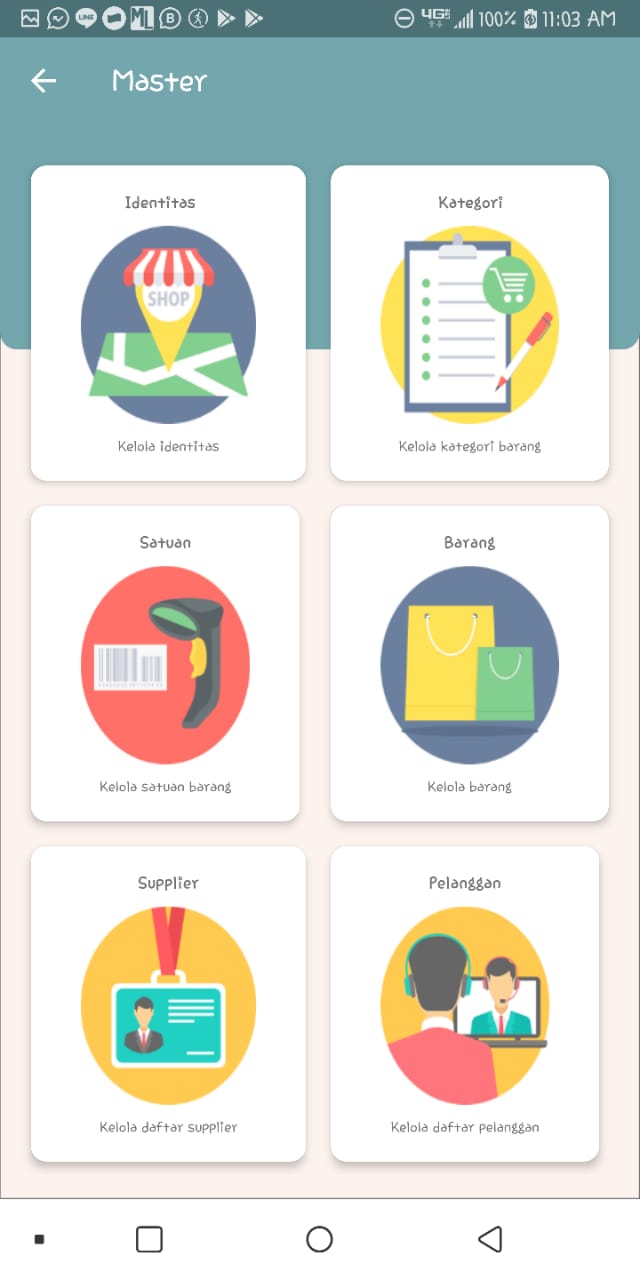 LINE
ML
B
4G
100%
11:03 AM
Master
Identitas
Kategori
SHOP
Kelola identitas
Kelola kategori barang
Satuan
Barang
Kelola satuan barang
Kelola barang
Supplier
Pelanggan
Kelola daftar supplier
Kelola daftar pelanggan